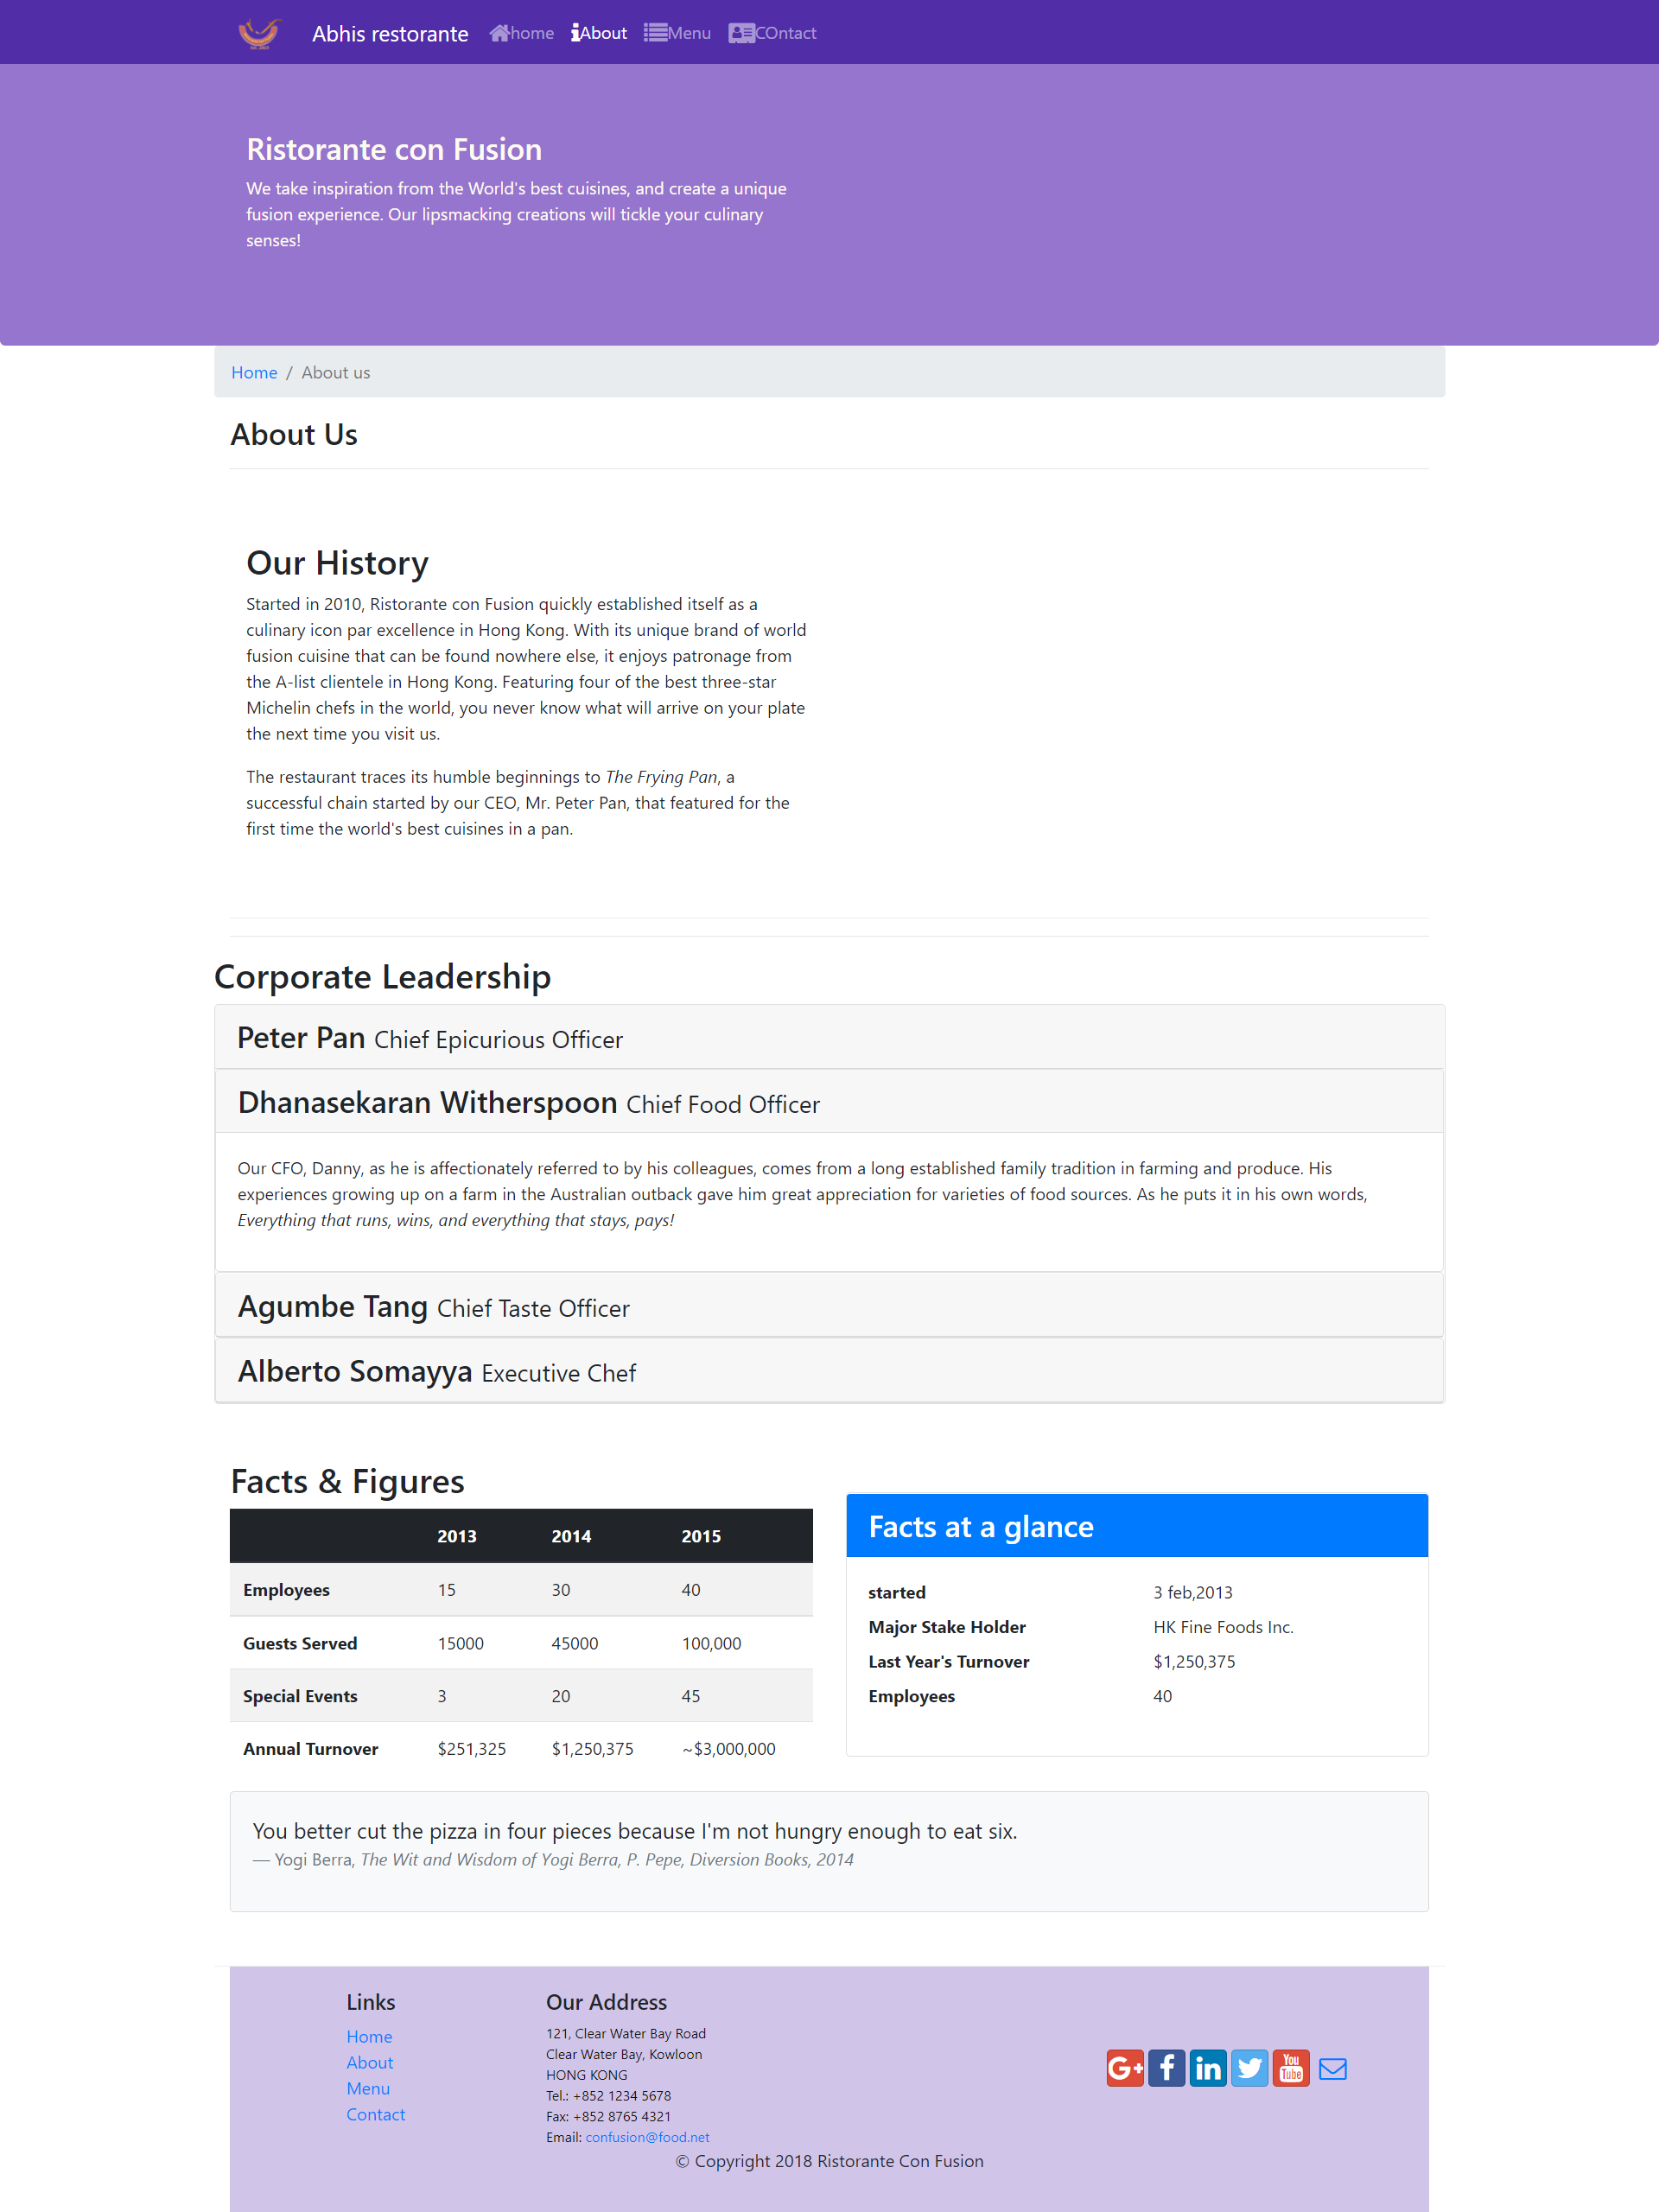 Abhis restorante home About Menu COntact
Ristorante con Fusion
We take inspiration from the World's best cuisines, and create a unique
fusion experience. Our lipsmacking creations will tickle your culinary
senses!
Home / About us
About Us
Our History
Started in 2010, Ristorante con Fusion quickly established itself as a
culinary icon par excellence in Hong Kong. With its unique brand of world
fusion cuisine that can be found nowhere else, it enjoys patronage from
the A-list clientele in Hong Kong. Featuring four of the best three-star
Michelin chefs in the world, you never know what will arrive on your plate
the next time you visit us.
The restaurant traces its humble beginnings to The Frying Pan, a
successful chain started by our CEO, Mr. Peter Pan, that featured for the
first time the world's best cuisines in a pan.
Corporate Leadership
Peter Pan Chief Epicurious Officer
Dhanasekaran Witherspoon Chief Food Officer
Our CFO, Danny, as he is affectionately referred to by his colleagues, comes from a long established family tradition in farming and produce. His
experiences growing up on a farm in the Australian outback gave him great appreciation for varieties of food sources. As he puts it in his own words,
Everything that runs, wins, and everything that stays, pays!
Agumbe Tang Chief Taste Officer
Alberto Somayya Executive Chef
Facts & Figures
2013 2014 2015
Employees 15 30 40
Guests Served 15000 45000 100,000
Special Events 3 20 45
Annual Turnover $251,325 $1,250,375 ~$3,000,000
Facts at a glance
started 3 feb,2013
Major Stake Holder HK Fine Foods Inc.
Last Year's Turnover $1,250,375
Employees 40
You better cut the pizza in four pieces because I'm not hungry enough to eat six.
— Yogi Berra, The Wit and Wisdom of Yogi Berra, P. Pepe, Diversion Books, 2014
Links
Home
About
Menu
Contact
Our Address
121, Clear Water Bay Road
Clear Water Bay, Kowloon
HONG KONG
Tel.: +852 1234 5678
Fax: +852 8765 4321
Email: confusion@food.net
G+ f in You Tube
© Copyright 2018 Ristorante Con Fusion